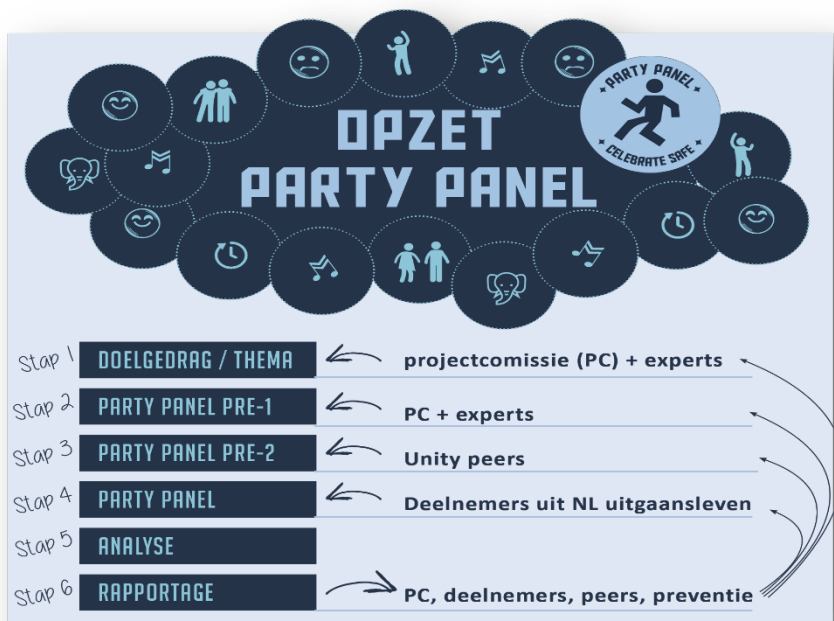 PARTY PANEL
CELEBRATE SAFE
OPZET
PARTY PANEL
Stap 1 DOELGEDRAG / THEMA projectcomissie (PC) + experts
Stap 2 PARTY PANEL PRE-1 PC + experts
Stap 3 PARTY PANEL PRE-2 Unity peers
Stap 4 PARTY PANEL Deelnemers uit NL uitgaansleven
Stap 5 ANALYSE
Stap 6 RAPPORTAGE PC, deelnemers, peers, preventie